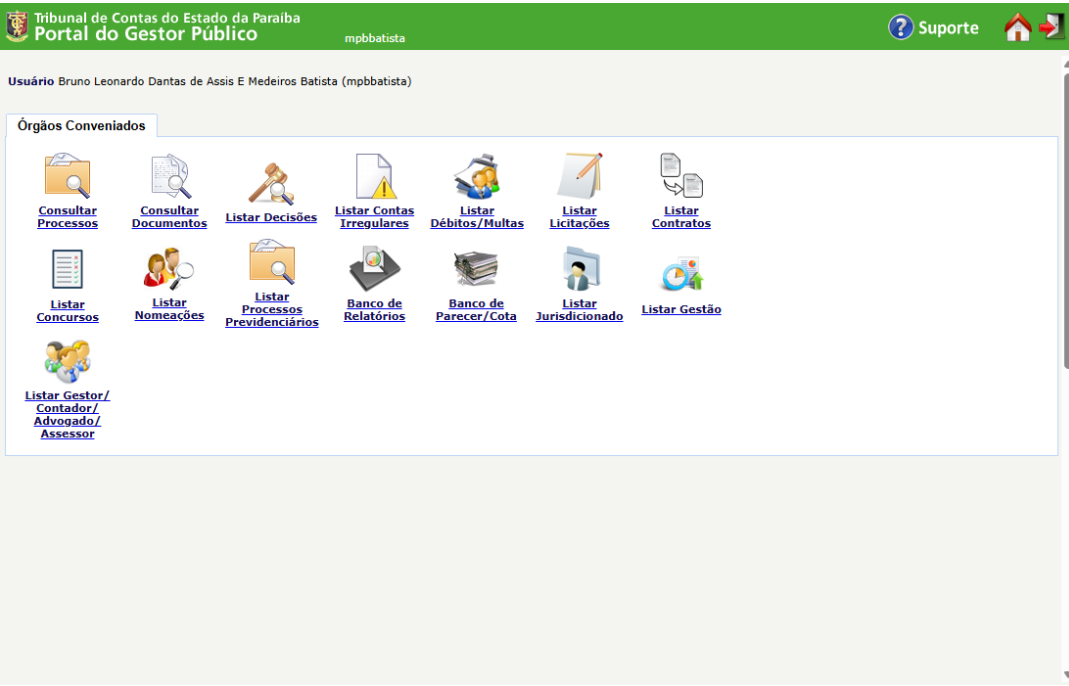 Tribunal de Contas do Estado da Paraíba
Portal do Gestor Público
mpbbatista
Suporte
Usuário Bruno Leonardo Dantas de Assis E Medeiros Batista (mpbbatista)
Órgãos Conveniados
Consultar
Processos
Consultar
Documentos
Listar Decisões
Listar Contas
Irregulares
Listar
Débitos/Multas
Listar
Licitações
Listar
Contratos
Listar
Concursos
Listar
Nomeações
Listar
Processos
Previdenciários
Banco de
Relatórios
Banco de
Parecer/Cota
Listar
Jurisdicionado
Listar Gestão
Listar Gestor/
Contador/
Advogado/
Assessor